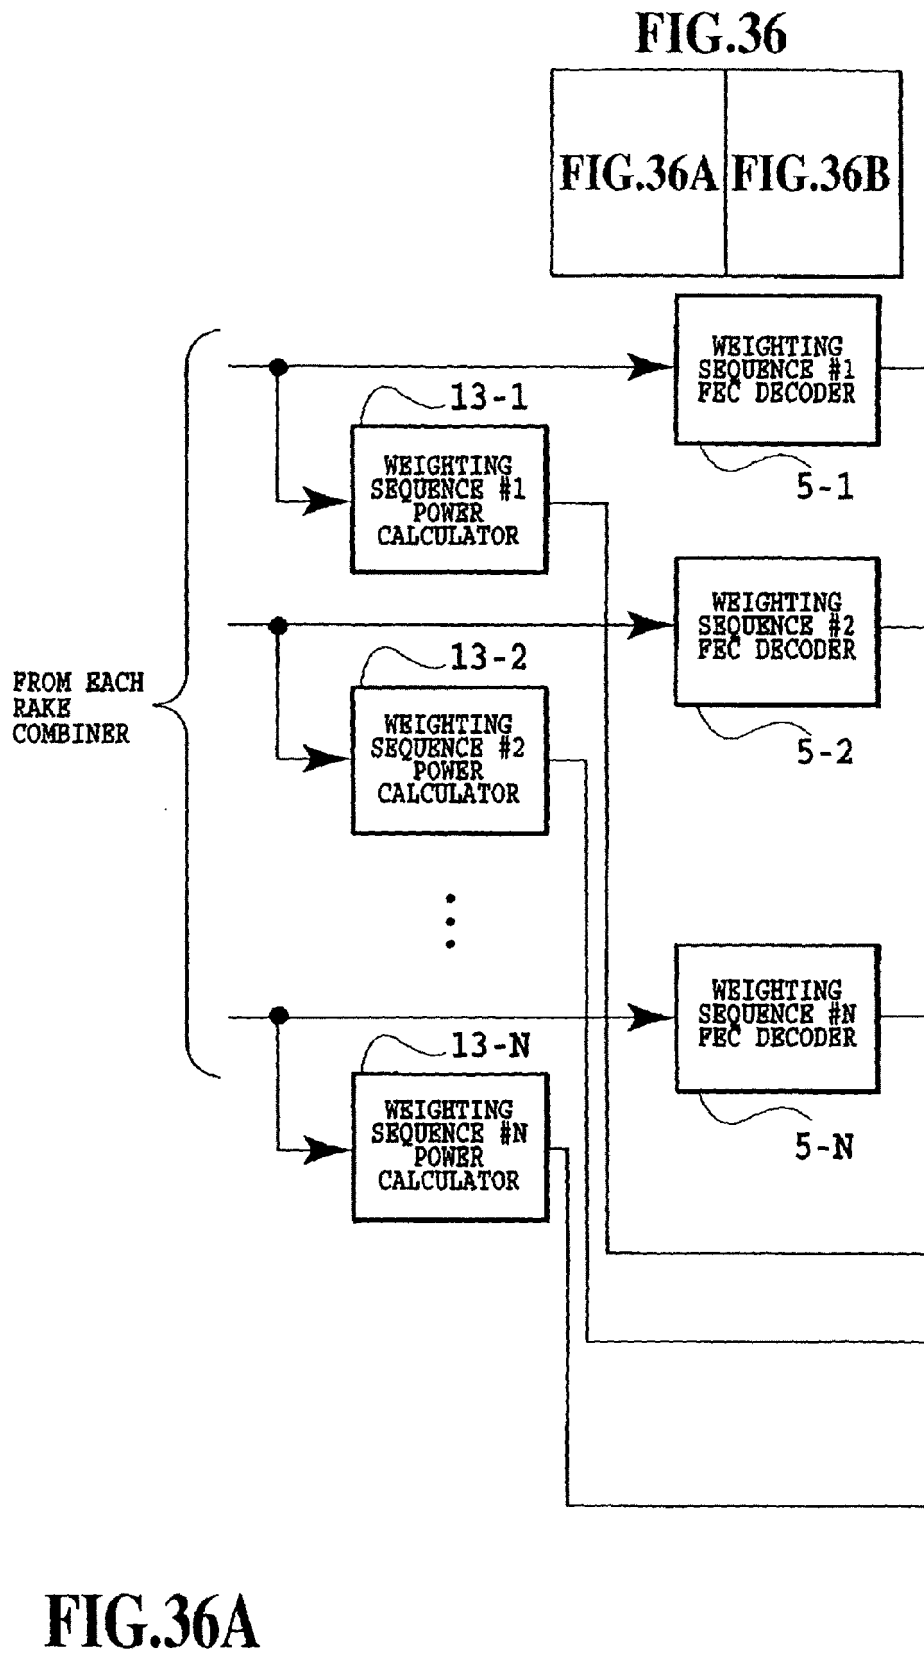 FIG.36
FIG.36A
FIG.36B
WEIGHTING
SEQUENCE #1
FEC DECODER
5-1
13-1
WEIGHTING
SEQUENCE #1
POWER
CALCULATOR
WEIGHTING
SEQUENCE #2
FEC DECODER
5-2
13-2
WEIGHTING
SEQUENCE #2
POWER
CALCULATOR
FROM EACH
RAKE
COMBINER
WEIGHTING
SEQUENCE #N
FEC DECODER
5-N
13-N
WEIGHTING
SEQUENCE #N
POWER
CALCULATOR
FIG.36A